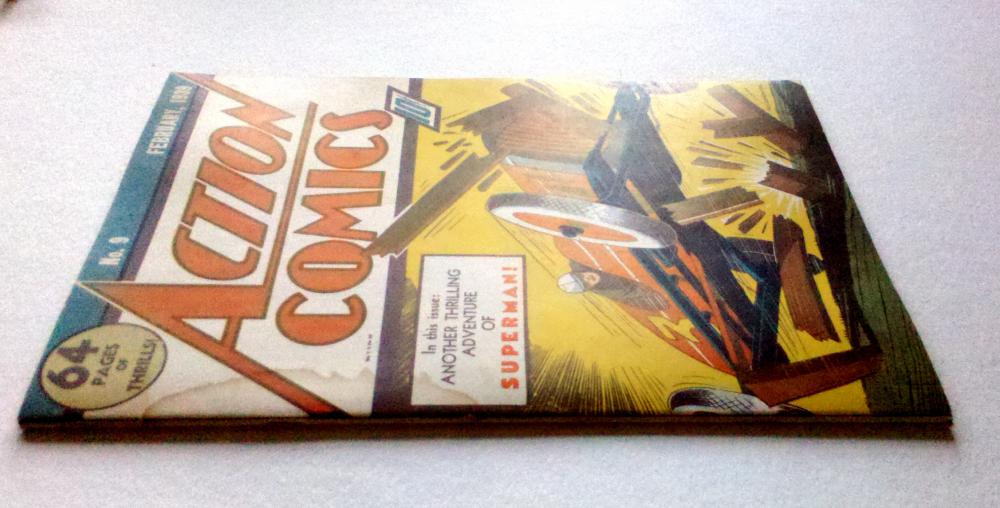 No. 9
FEBRUARY, 1939
ACTION
COMICS
10¢
64
PAGES
OF
THRILLS!
In this issue:
ANOTHER THRILLING
ADVENTURE
OF
SUPERMAN!
3